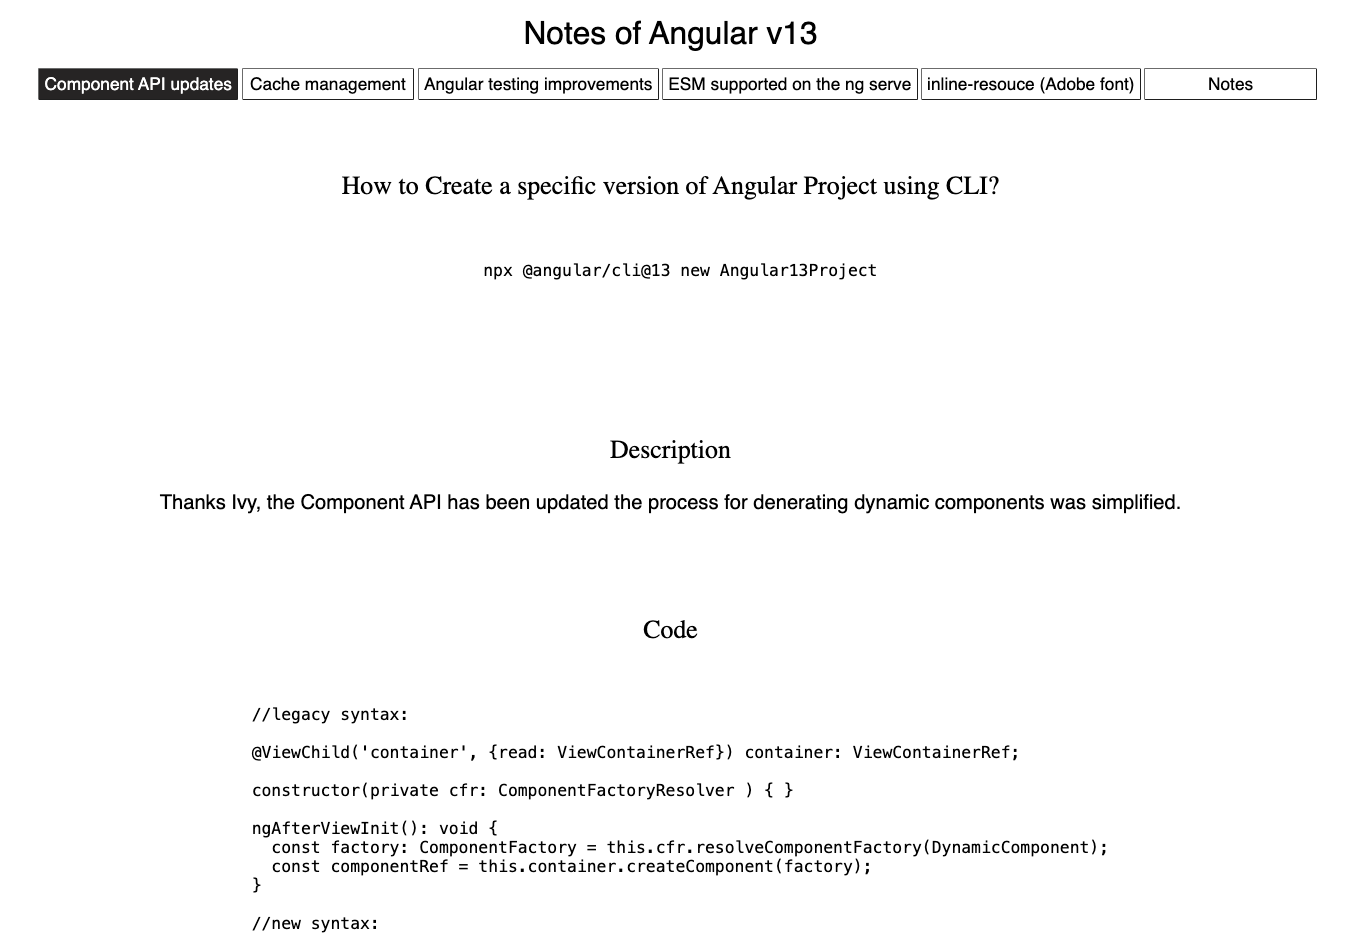 Notes of Angular v13
Component API updates Cache management Angular testing improvements ESM supported on the ng serve inline-resouce (Adobe font) Notes
How to Create a specific version of Angular Project using CLI?
npx @angular/cli@13 new Angular13Project
Description
Thanks Ivy, the Component API has been updated the process for denerating dynamic components was simplified.
Code
//legacy syntax:
@ViewChild('container', {read: ViewContainerRef}) container: ViewContainerRef;
constructor(private cfr: ComponentFactoryResolver ) { }
ngAfterViewInit(): void {
  const factory: ComponentFactory = this.cfr.resolveComponentFactory(DynamicComponent);
  const componentRef = this.container.createComponent(factory);
}
//new syntax: